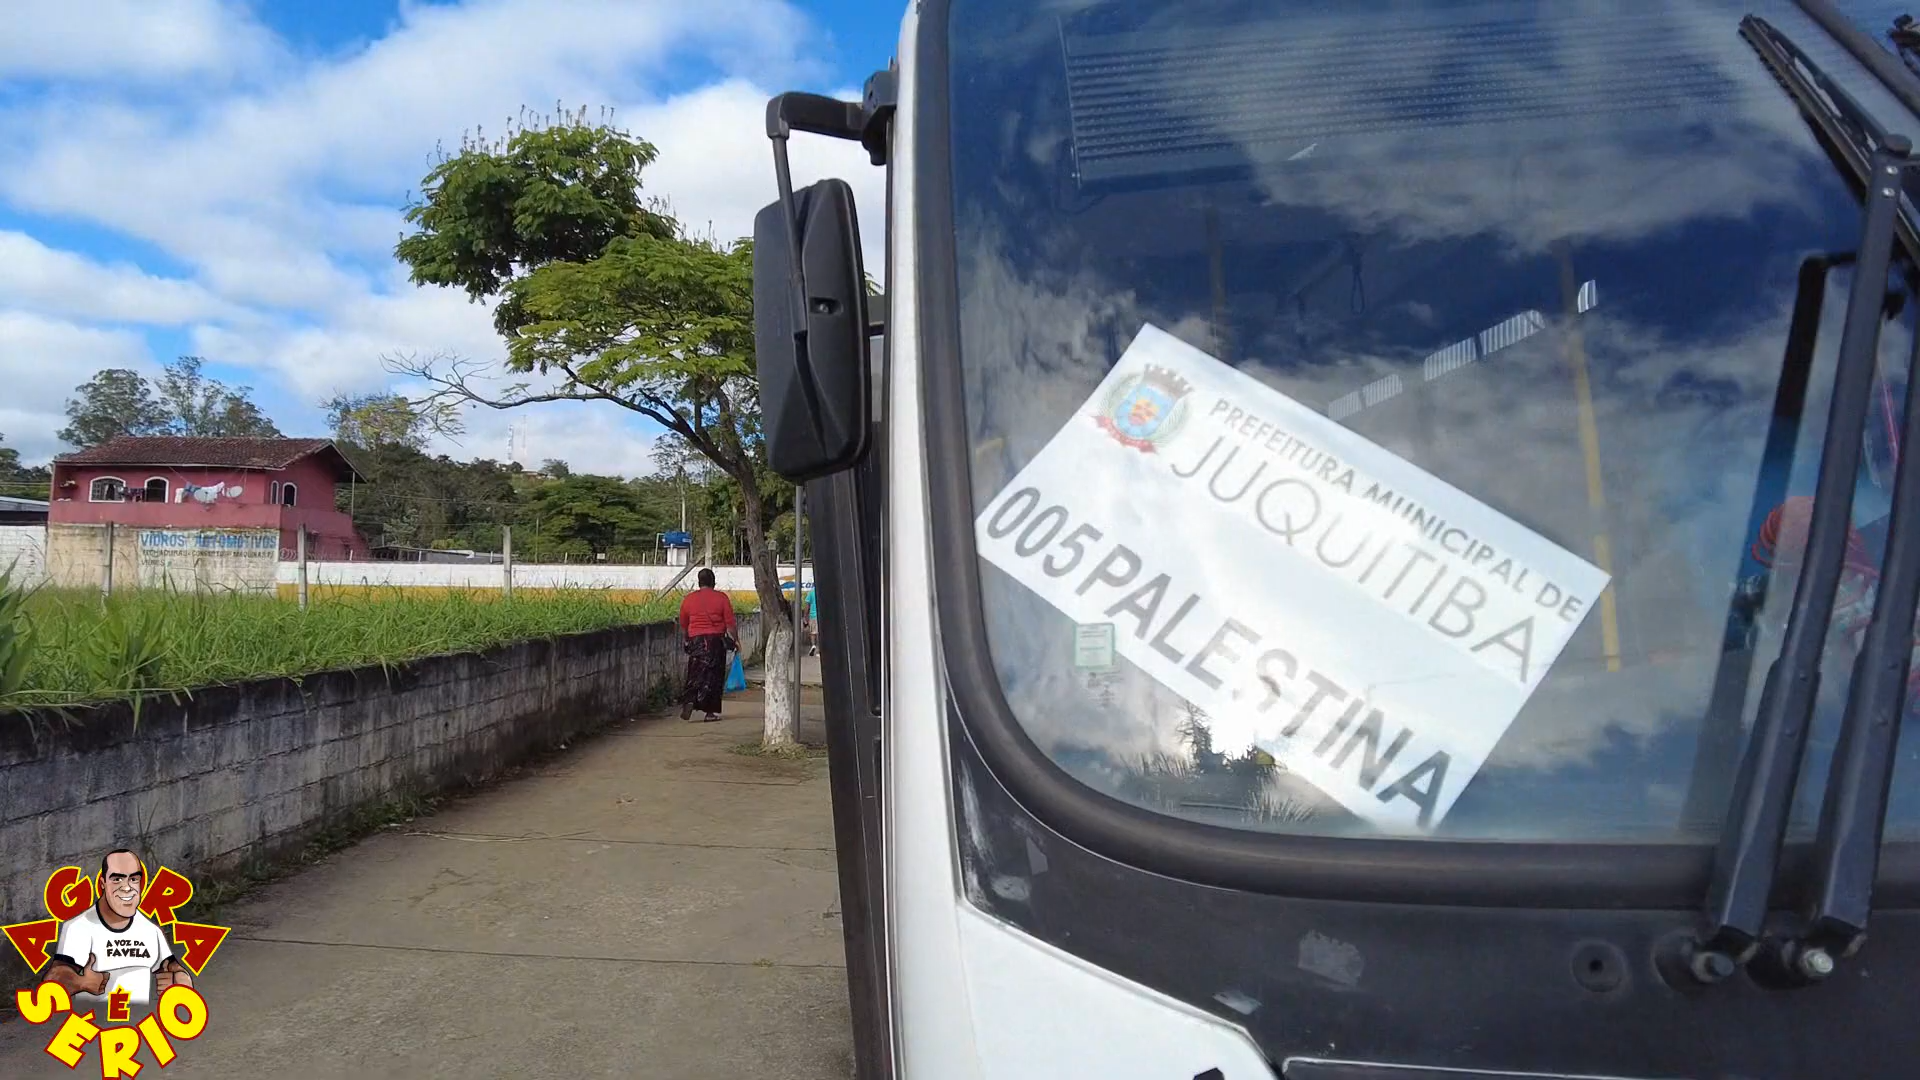 PREFEITURA MUNICIPAL DE
JUQUITIBA
005 PALESTINA
VIDROS AUTOMOTIVOS
AGORA
A VOZ DA
FAVELA
É
SÉRIO